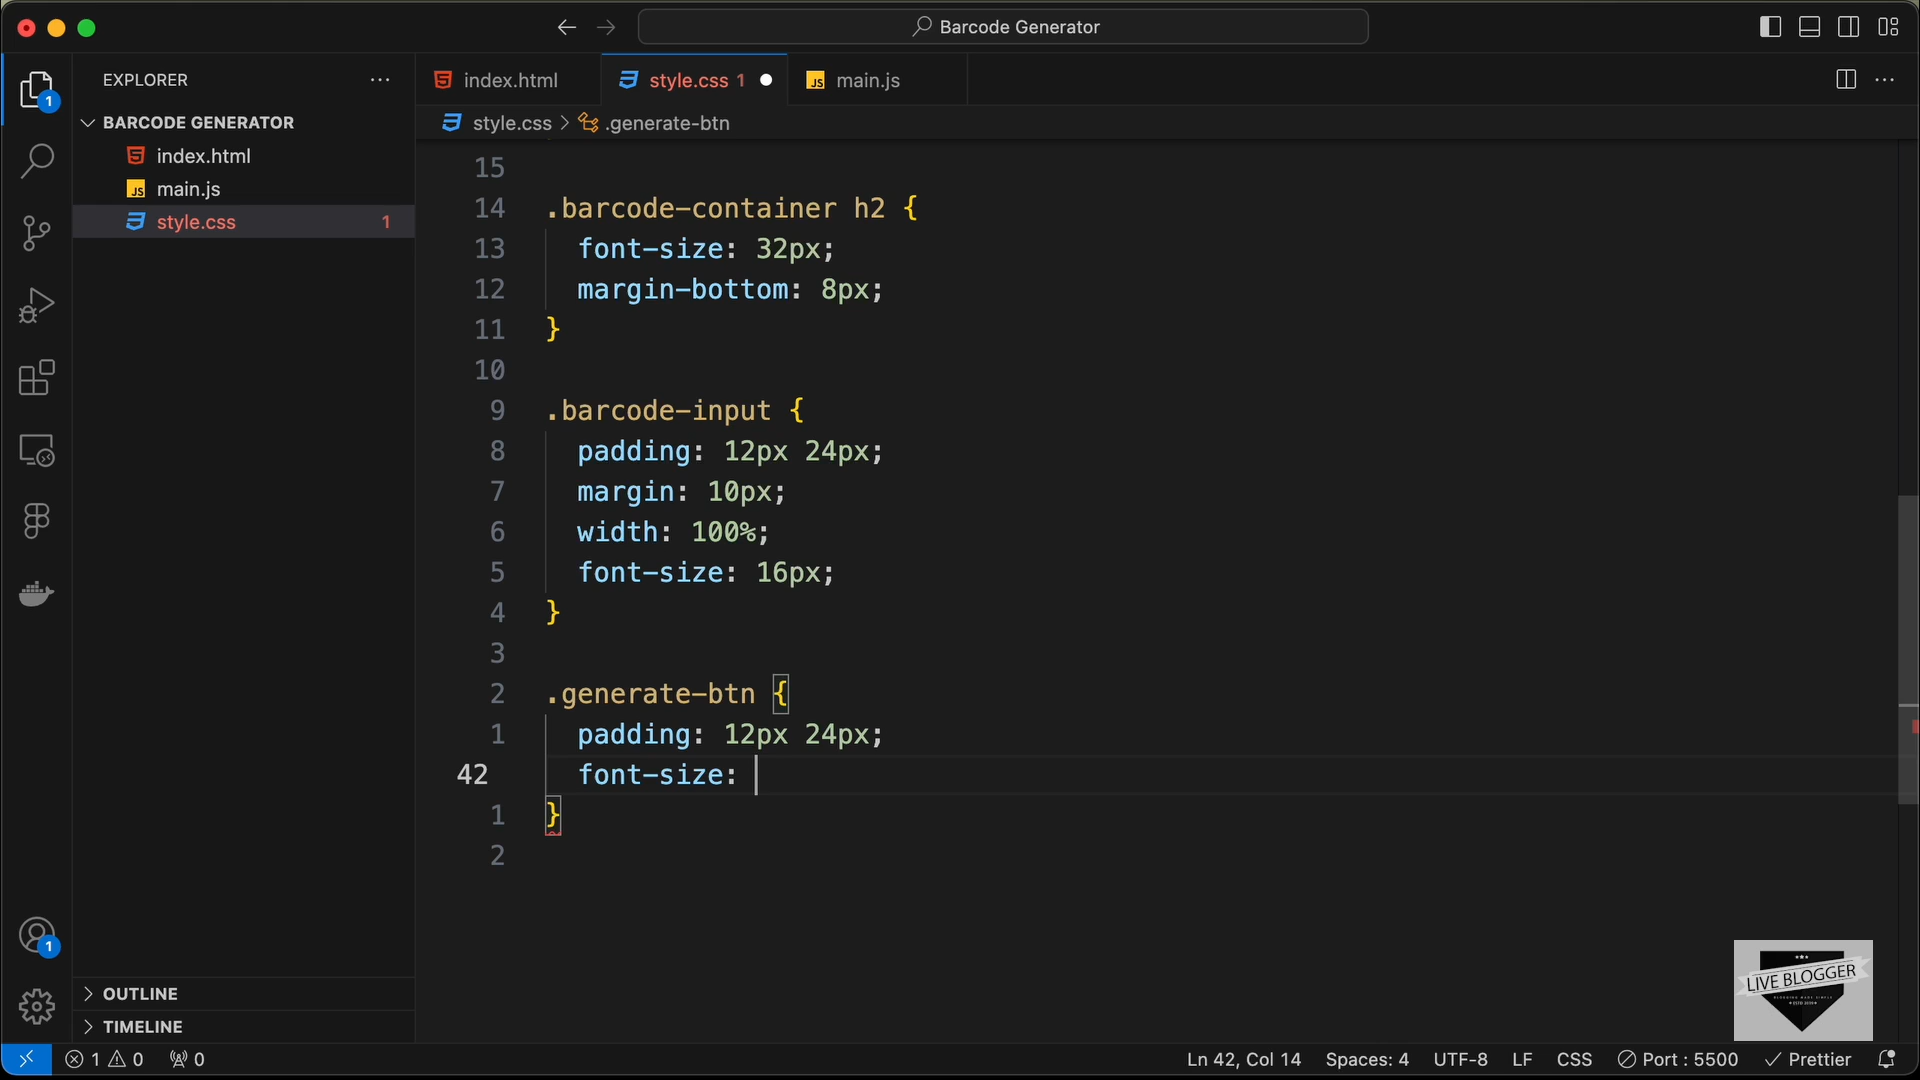 Barcode Generator
EXPLORER
BARCODE GENERATOR
index.html
main.js
style.css 1
OUTLINE
TIMELINE
1
1
index.html
style.css 1
main.js
style.css > .generate-btn
15
14 .barcode-container h2 {
13 font-size: 32px;
12 margin-bottom: 8px;
11 }
10
9 .barcode-input {
8 padding: 12px 24px;
7 margin: 10px;
6 width: 100%;
5 font-size: 16px;
4 }
3
2 .generate-btn {
1 padding: 12px 24px;
42 font-size:
1 }
2
LIVE BLOGGER
1 0 0
Ln 42, Col 14 Spaces: 4 UTF-8 LF CSS Port : 5500 Prettier